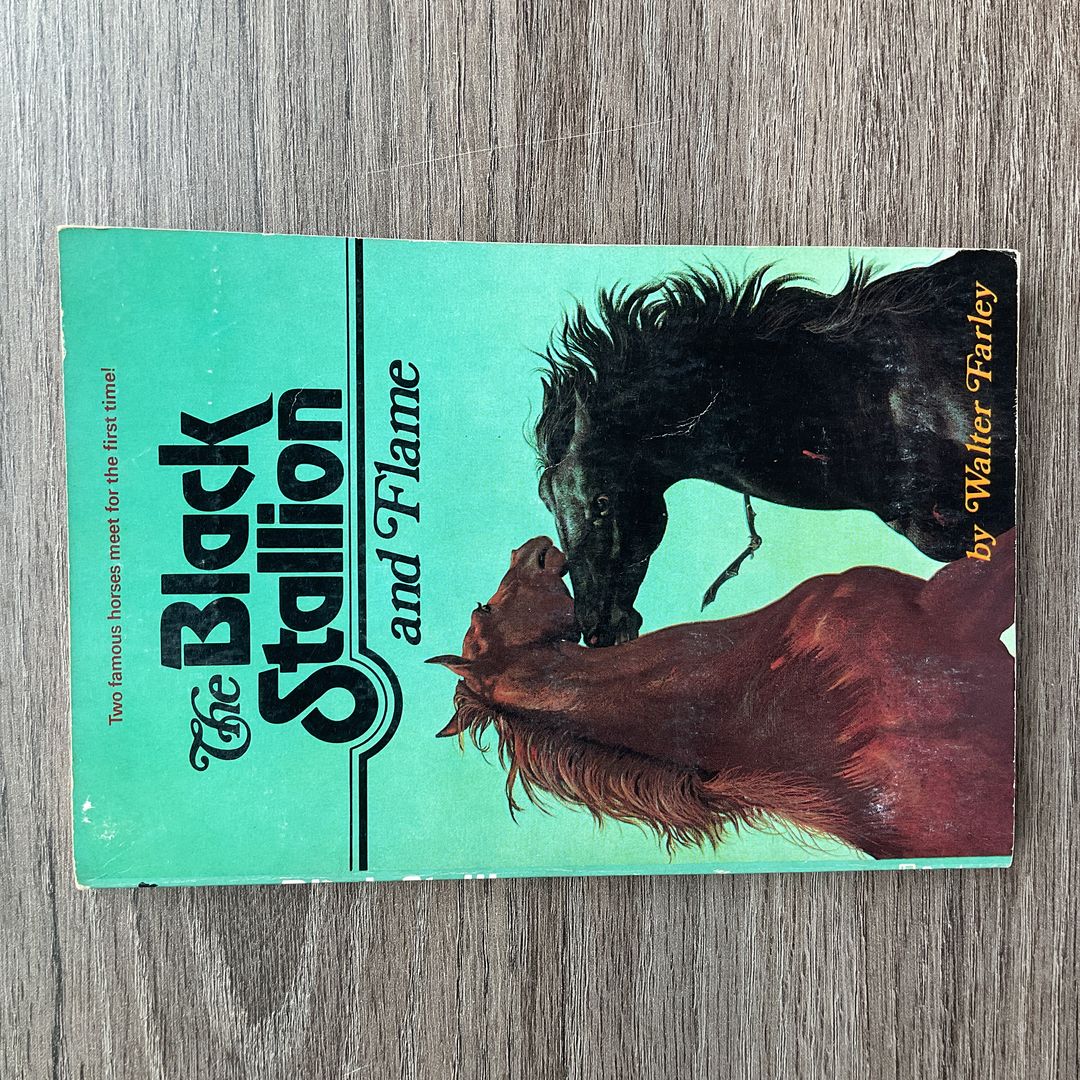 Two famous horses meet for the first time!
The Black
Stallion
and Flame
by Walter Farley